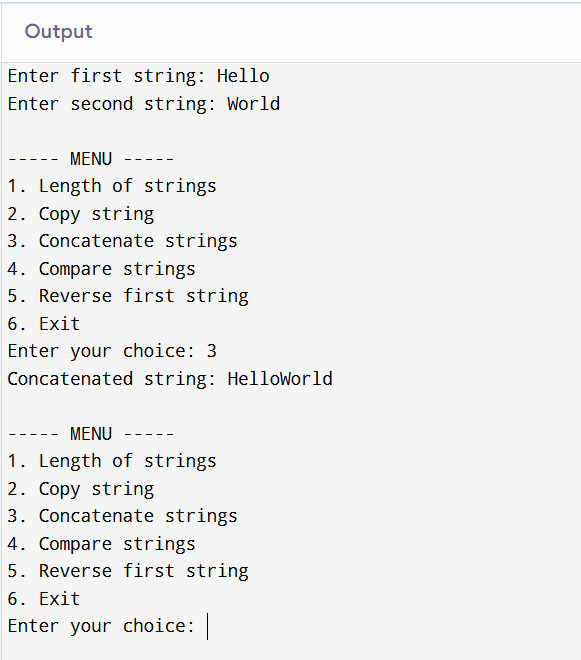 Output
Enter first string: Hello
Enter second string: World
----- MENU -----
1. Length of strings
2. Copy string
3. Concatenate strings
4. Compare strings
5. Reverse first string
6. Exit
Enter your choice: 3
Concatenated string: HelloWorld
----- MENU -----
1. Length of strings
2. Copy string
3. Concatenate strings
4. Compare strings
5. Reverse first string
6. Exit
Enter your choice: